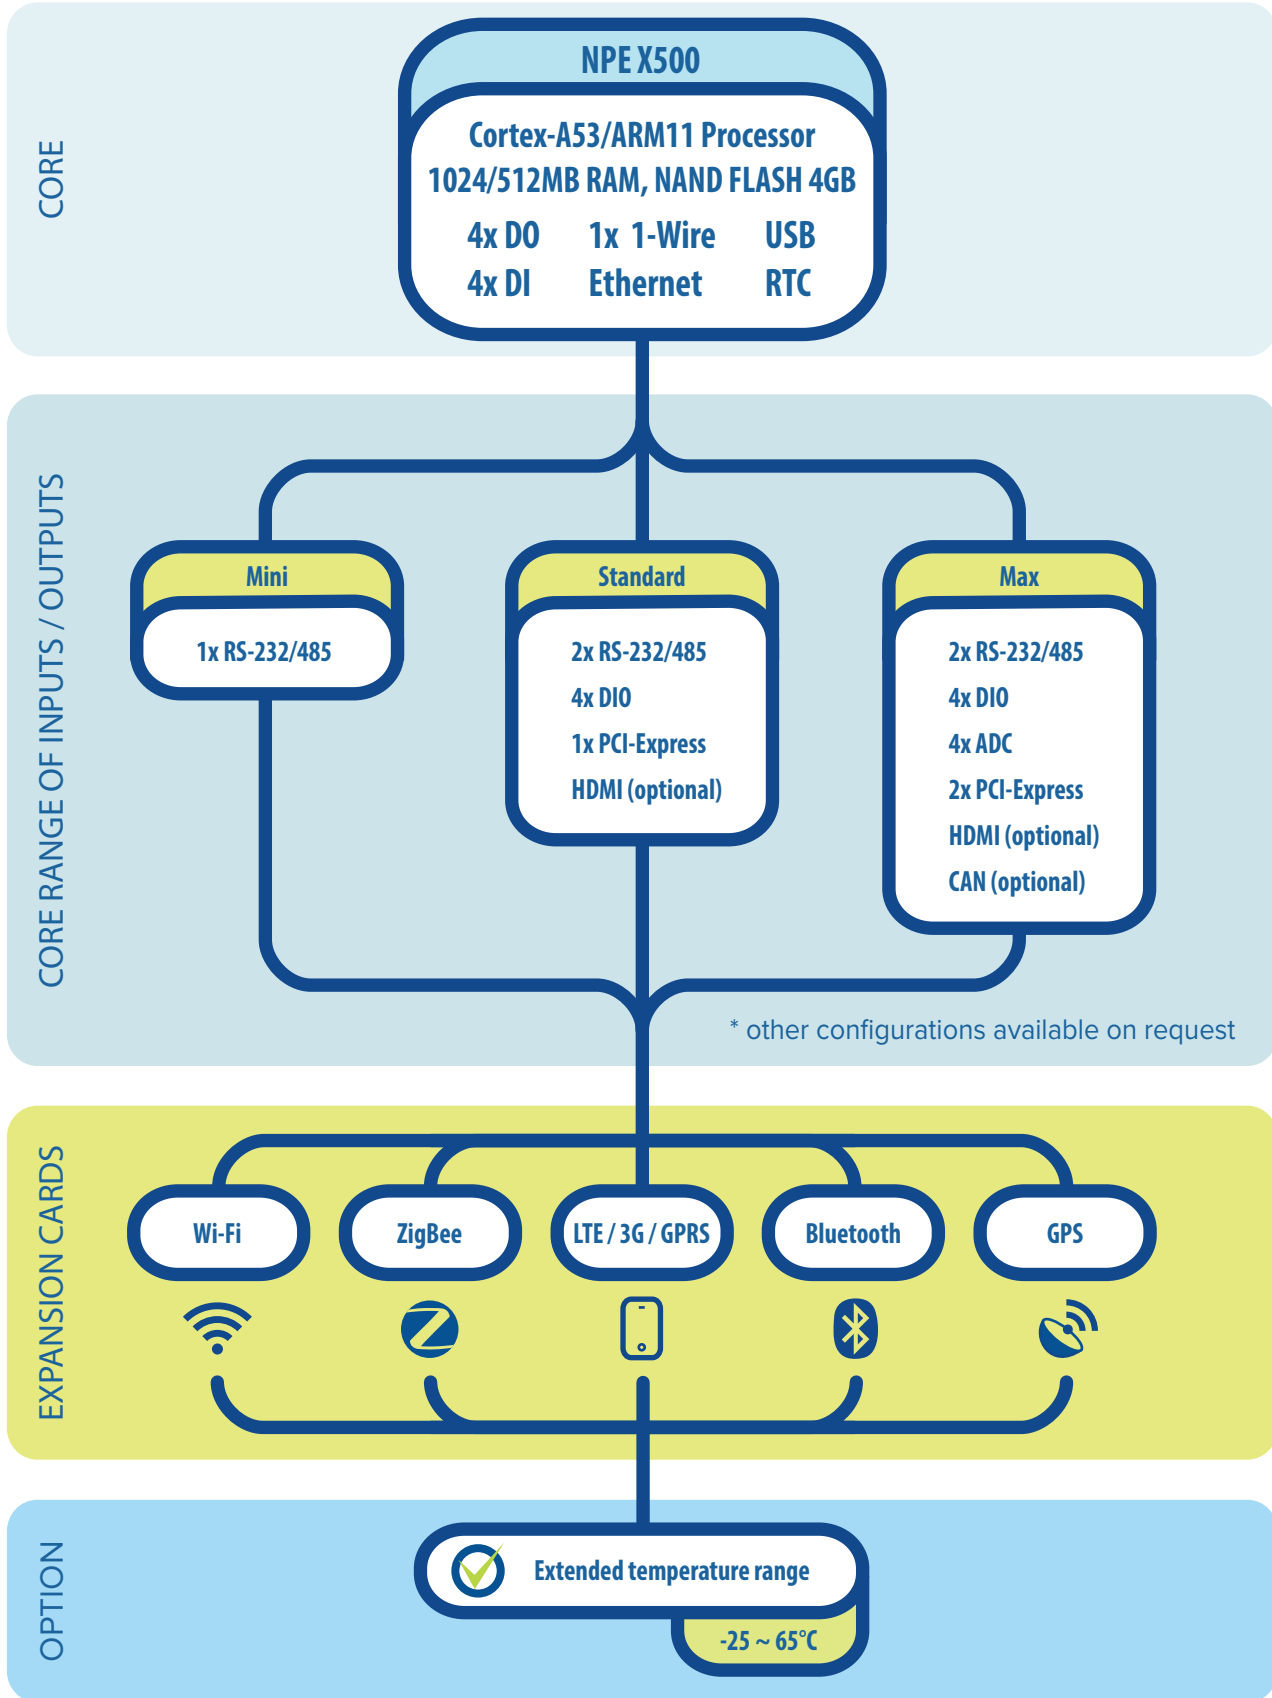 CORE
NPE X500
Cortex-A53/ARM11 Processor
1024/512MB RAM, NAND FLASH 4GB
4x DO 1x 1-Wire USB
4x DI Ethernet RTC
CORE RANGE OF INPUTS / OUTPUTS
Mini
1x RS-232/485
Standard
2x RS-232/485
4x DIO
1x PCI-Express
HDMI (optional)
Max
2x RS-232/485
4x DIO
4x ADC
2x PCI-Express
HDMI (optional)
CAN (optional)
* other configurations available on request
EXPANSION CARDS
Wi-Fi
ZigBee
LTE / 3G / GPRS
Bluetooth
GPS
OPTION
Extended temperature range
-25 ~ 65°C